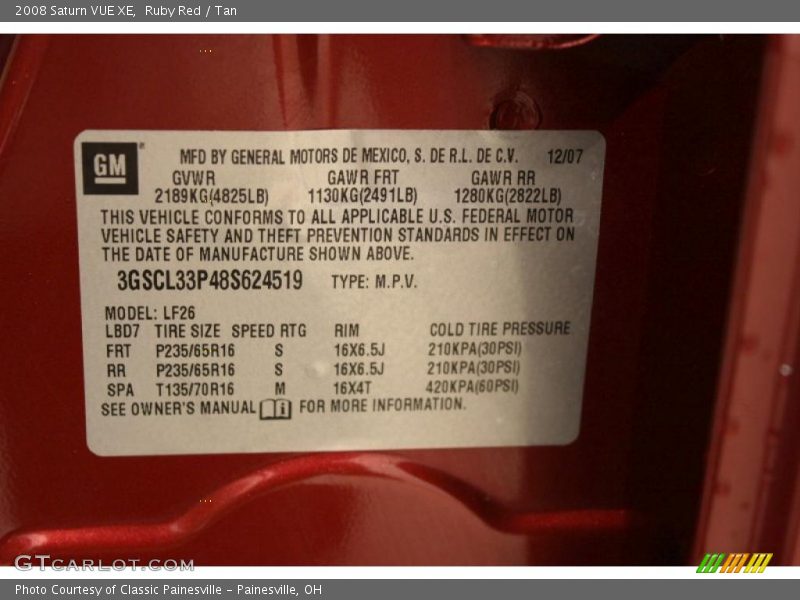 2008 Saturn VUE XE, Ruby Red / Tan
GM MFD BY GENERAL MOTORS DE MEXICO, S. DE R.L. DE C.V. 12/07
GVWR GAWR FRT GAWR RR
2189KG(4825LB) 1130KG(2491LB) 1280KG(2822LB)
THIS VEHICLE CONFORMS TO ALL APPLICABLE U.S. FEDERAL MOTOR
VEHICLE SAFETY AND THEFT PREVENTION STANDARDS IN EFFECT ON
THE DATE OF MANUFACTURE SHOWN ABOVE.
3GSCL33P48S624519 TYPE: M.P.V.
MODEL: LF26
LBD7 TIRE SIZE SPEED RTG RIM COLD TIRE PRESSURE
FRT P235/65R16 S 16X6.5J 210KPA(30PSI)
RR P235/65R16 S 16X6.5J 210KPA(30PSI)
SPA T135/70R16 M 16X4T 420KPA(60PSI)
SEE OWNER'S MANUAL FOR MORE INFORMATION.
GTCARLOT.COM
Photo Courtesy of Classic Painesville - Painesville, OH